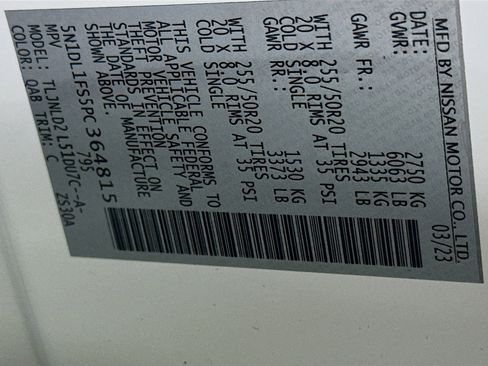 MFD BY NISSAN MOTOR CO., LTD.
DATE: 03/23
GVWR: 2750 KG
6063 LB
GAWR FR.: 1335 KG
2943 LB
255/50R20 TIRES
20 X 8.0 RIMS AT 35 PSI
COLD SINGLE
GAWR RR.: 1530 KG
3373 LB
255/50R20 TIRES
20 X 8.0 RIMS AT 35 PSI
COLD SINGLE
THIS VEHICLE CONFORMS TO
ALL APPLICABLE FEDERAL
MOTOR VEHICLE SAFETY
THEFT PREVENTION
STANDARDS IN EFFECT ON
THE DATE OF MANUFACTURE
SHOWN ABOVE.
5N1DL1FS5PC364815
MPV 795
MODEL: TLJNLD2L51IDU7C-A-
COLOR: QAB TRIM: C ZS30A